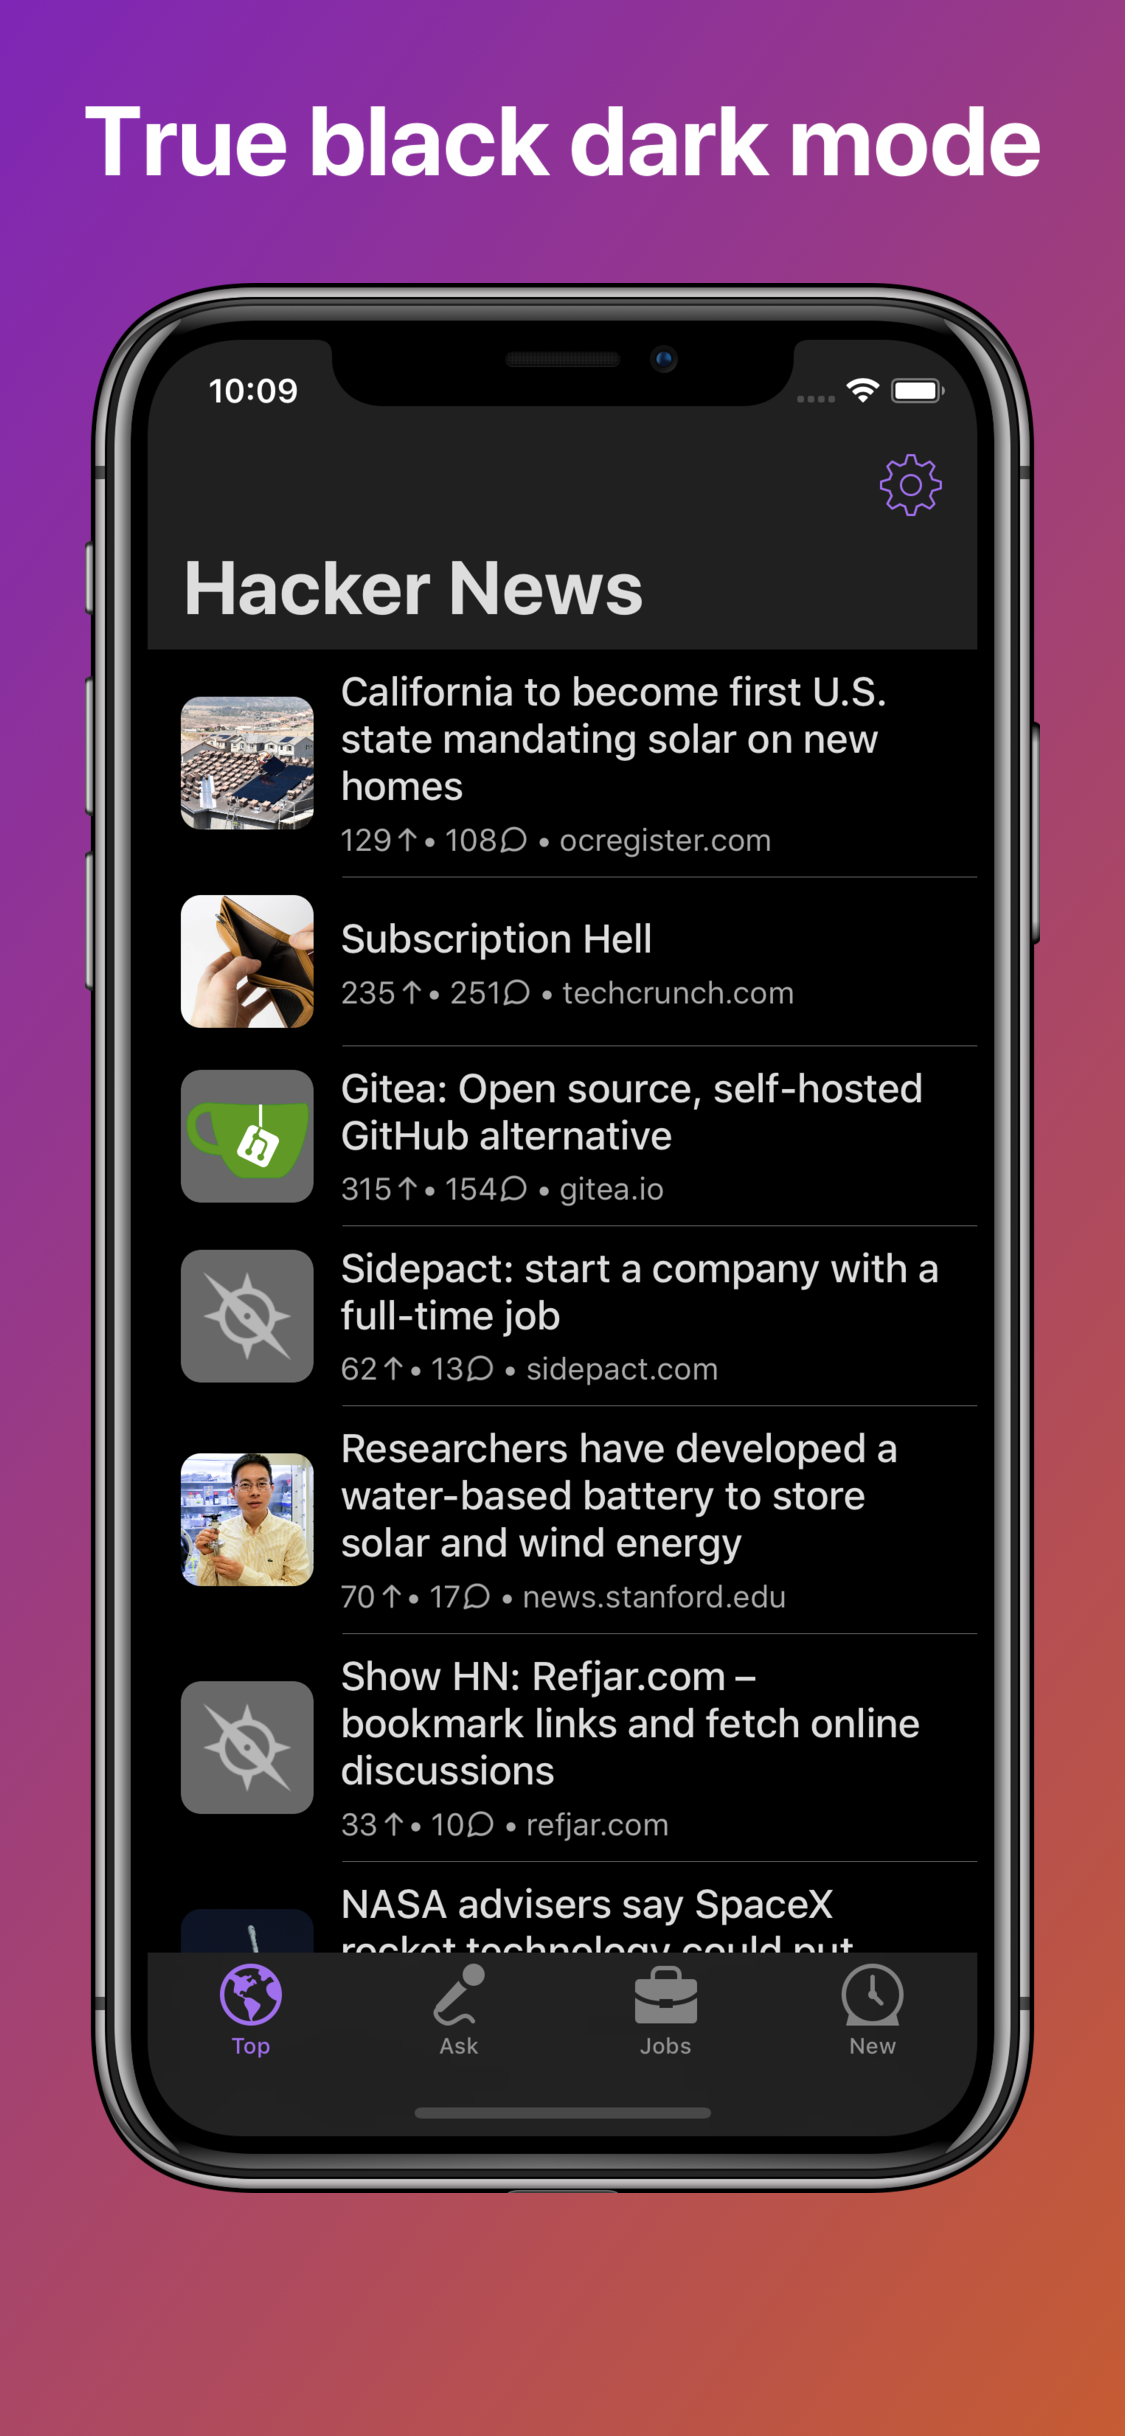 True black dark mode
10:09
Hacker News
California to become first U.S.
state mandating solar on new
homes
129↑ • 108 • ocregister.com
Subscription Hell
235↑ • 251 • techcrunch.com
Gitea: Open source, self-hosted
GitHub alternative
315↑ • 154 • gitea.io
Sidepact: start a company with a
full-time job
62↑ • 13 • sidepact.com
Researchers have developed a
water-based battery to store
solar and wind energy
70↑ • 17 • news.stanford.edu
Show HN: Refjar.com –
bookmark links and fetch online
discussions
33↑ • 10 • refjar.com
NASA advisers say SpaceX
rocket technology could put
Top
Ask
Jobs
New